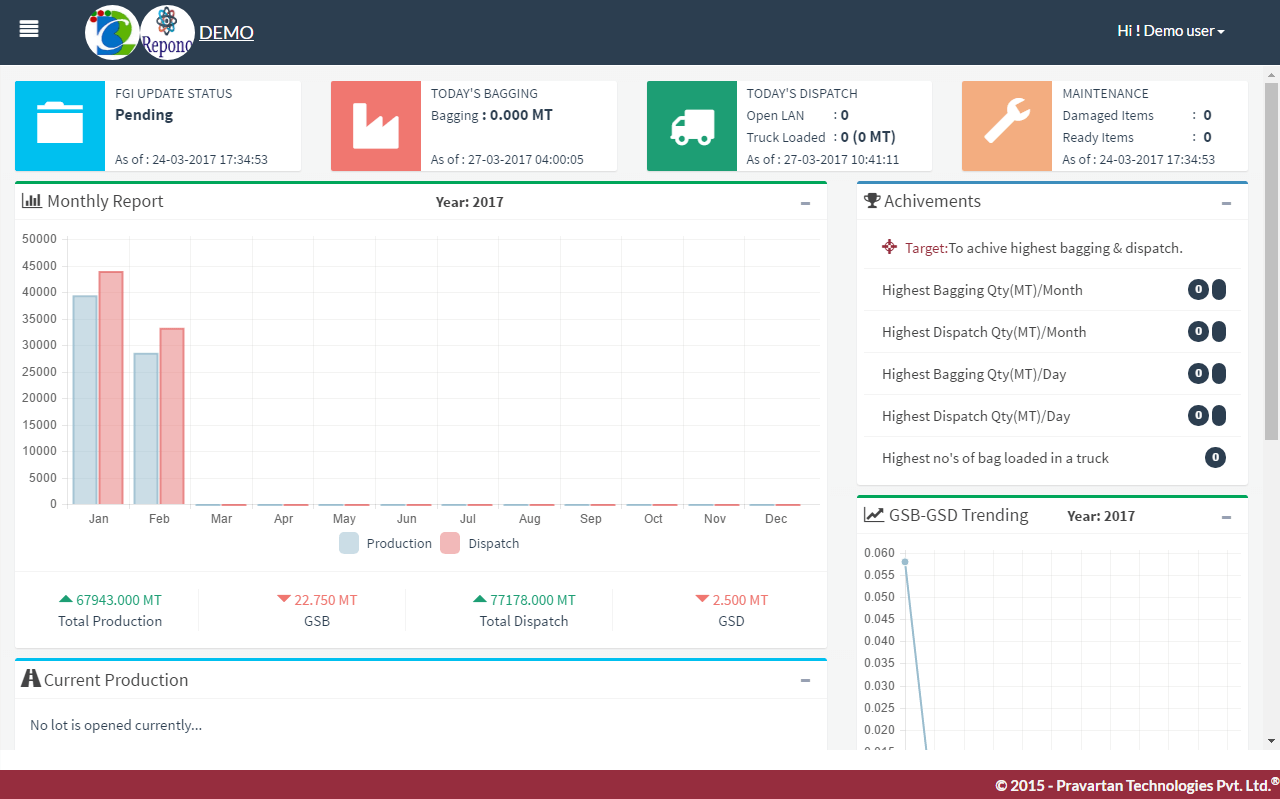 Repono
DEMO
Hi ! Demo user
FGI UPDATE STATUS
Pending
As of : 24-03-2017 17:34:53
TODAY'S BAGGING
Bagging : 0.000 MT
As of : 27-03-2017 04:00:05
TODAY'S DISPATCH
Open LAN : 0
Truck Loaded : 0 (0 MT)
As of : 27-03-2017 10:41:11
MAINTENANCE
Damaged Items : 0
Ready Items : 0
As of : 24-03-2017 17:34:53
Monthly Report Year: 2017
50000
45000
40000
35000
30000
25000
20000
15000
10000
5000
0
Jan Feb Mar Apr May Jun Jul Aug Sep Oct Nov Dec
Production Dispatch
67943.000 MT
Total Production
22.750 MT
GSB
77178.000 MT
Total Dispatch
2.500 MT
GSD
Current Production
No lot is opened currently...
Achivements
Target:To achive highest bagging & dispatch.
Highest Bagging Qty(MT)/Month 0
Highest Dispatch Qty(MT)/Month 0
Highest Bagging Qty(MT)/Day 0
Highest Dispatch Qty(MT)/Day 0
Highest no's of bag loaded in a truck 0
GSB-GSD Trending Year: 2017
0.060
0.055
0.050
0.045
0.040
0.035
0.030
0.025
0.020
0.015
© 2015 - Pravartan Technologies Pvt. Ltd.®